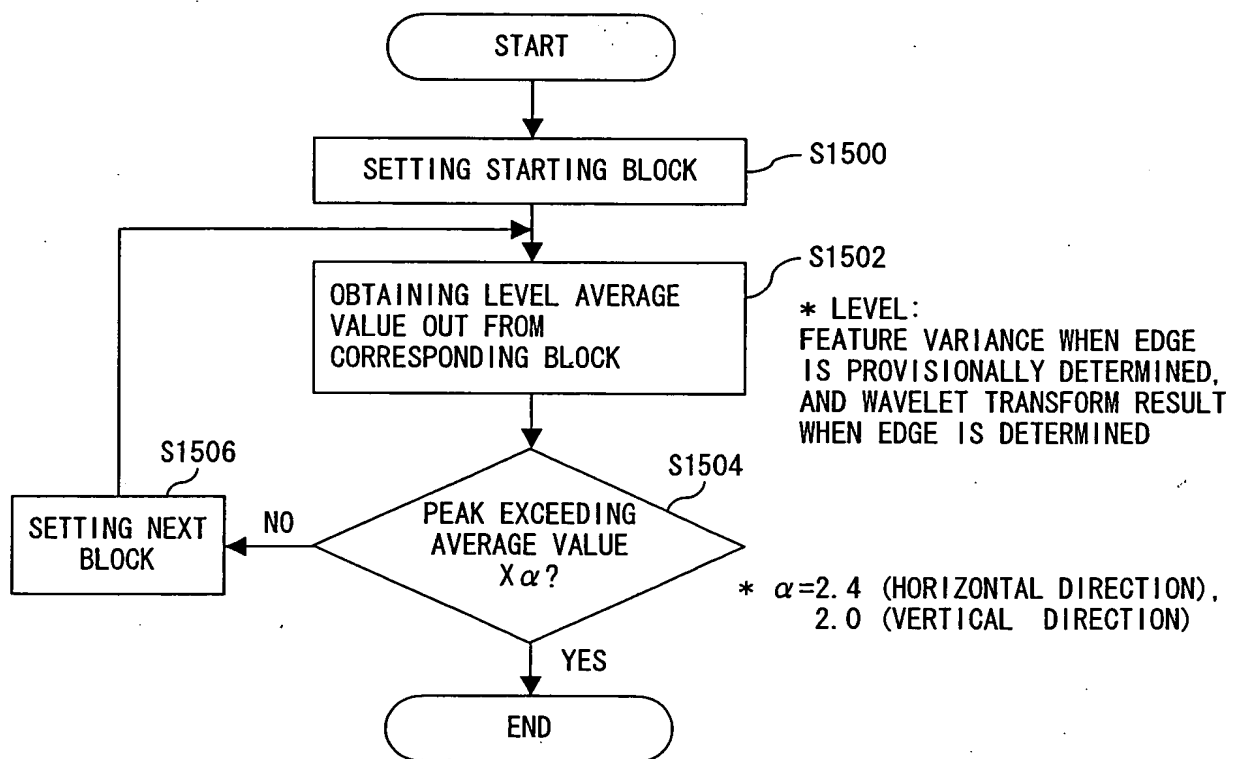 START
SETTING STARTING BLOCK
S1500
OBTAINING LEVEL AVERAGE
VALUE OUT FROM
CORRESPONDING BLOCK
S1502
* LEVEL:
FEATURE VARIANCE WHEN EDGE
IS PROVISIONALLY DETERMINED,
AND WAVELET TRANSFORM RESULT
WHEN EDGE IS DETERMINED
S1506
SETTING NEXT
BLOCK
NO
S1504
PEAK EXCEEDING
AVERAGE VALUE
X α?
* α=2.4 (HORIZONTAL DIRECTION),
2.0 (VERTICAL DIRECTION)
YES
END